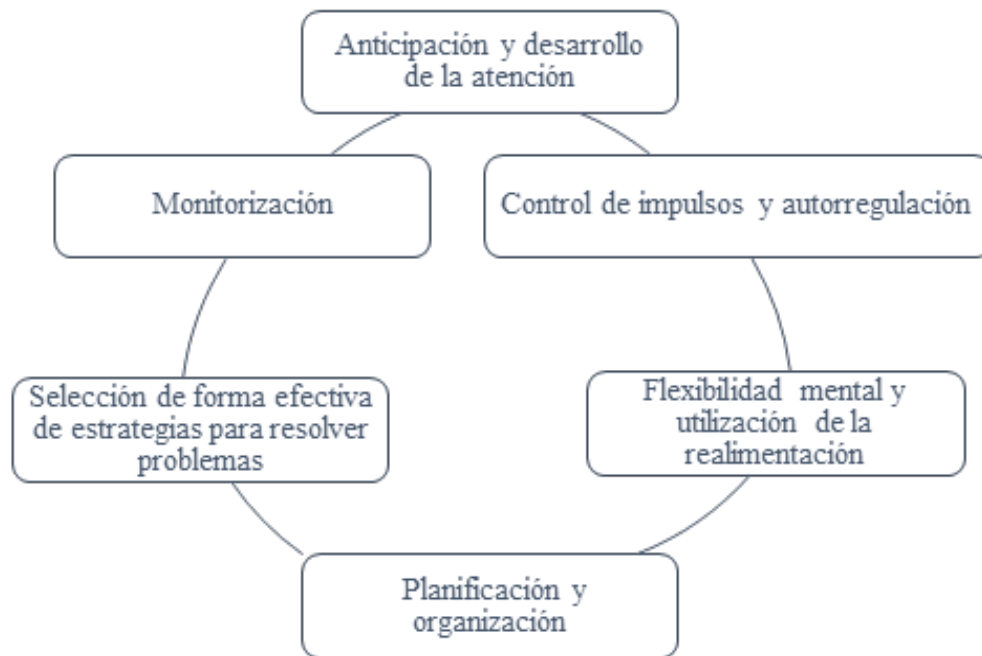 Anticipación y desarrollo
de la atención
Control de impulsos y autorregulación
Flexibilidad mental y
utilización de la
realimentación
Planificación y
organización
Selección de forma efectiva
de estrategias para resolver
problemas
Monitorización